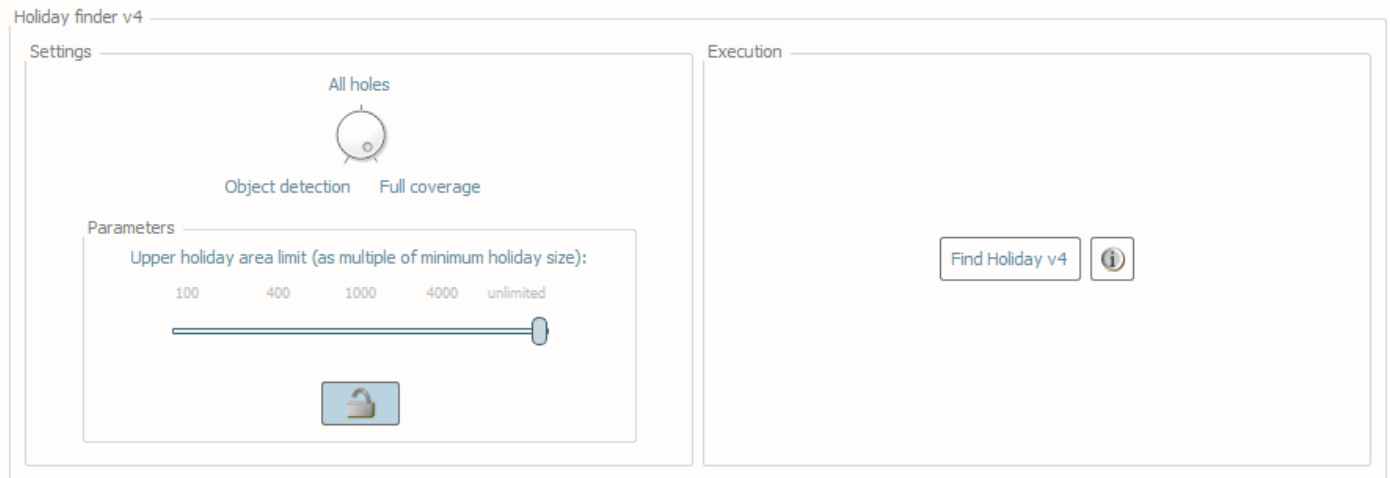 Holiday finder v4
Settings
All holes
Object detection Full coverage
Parameters
Upper holiday area limit (as multiple of minimum holiday size):
100 400 1000 4000 unlimited
Execution
Find Holiday v4